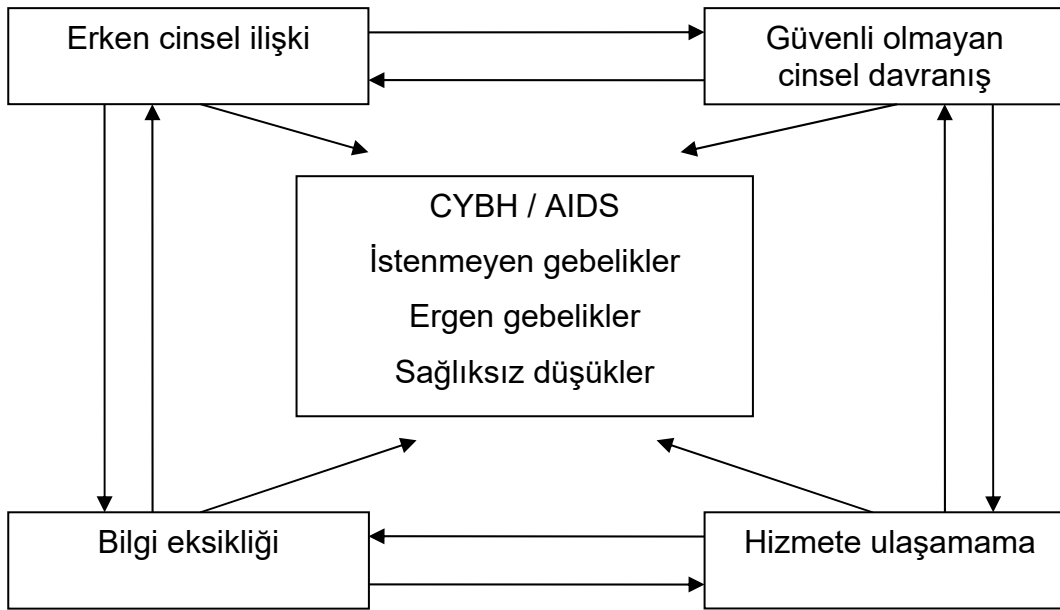 Erken cinsel ilişki
Güvenli olmayan
cinsel davranış
CYBH / AIDS
İstenmeyen gebelikler
Ergen gebelikler
Sağlıksız düşükler
Bilgi eksikliği
Hizmete ulaşamama